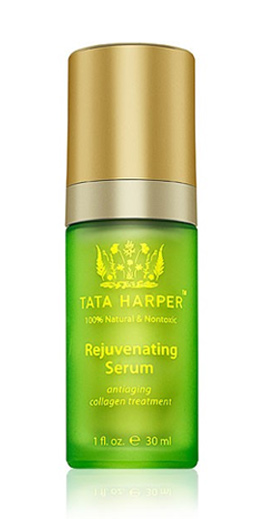 TATA HARPER™
100% Natural & Nontoxic
Rejuvenating
Serum
antiaging
collagen treatment
1 fl. oz. ℮ 30 ml